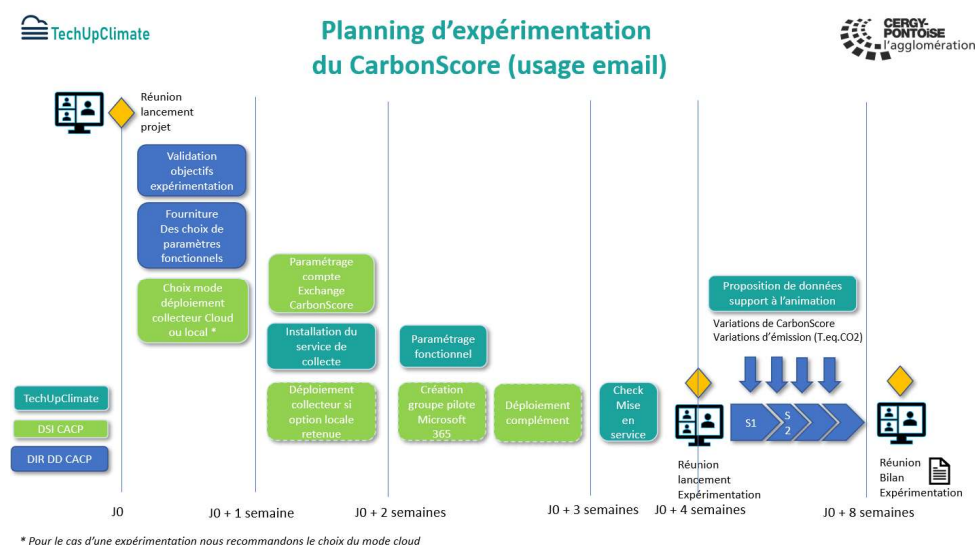 TechUpClimate
Planning d'expérimentation
du CarbonScore (usage email)
CERGY-
PONTOISE
l'agglomération
Réunion
lancement
projet
Validation
objectifs
expérimentation
Fourniture
Des choix de
paramètres
fonctionnels
Choix mode
déploiement
collecteur Cloud
ou local *
Paramétrage
compte
Exchange
CarbonScore
Installation du
service de
collecte
Déploiement
collecteur si
option locale
retenue
Paramétrage
fonctionnel
Création
groupe pilote
Microsoft
365
Déploiement
complément
Check
Mise
en
service
Proposition de données
support à l'animation
Variations de CarbonScore
Variations d'émission (T.eq.CO2)
S1
S
2
Réunion
lancement
Expérimentation
Réunion
Bilan
Expérimentation
TechUpClimate
DSI CACP
DIR DD CACP
J0
J0 + 1 semaine
J0 + 2 semaines
J0 + 3 semaines
J0 + 4 semaines
J0 + 8 semaines
* Pour le cas d'une expérimentation nous recommandons le choix du mode cloud